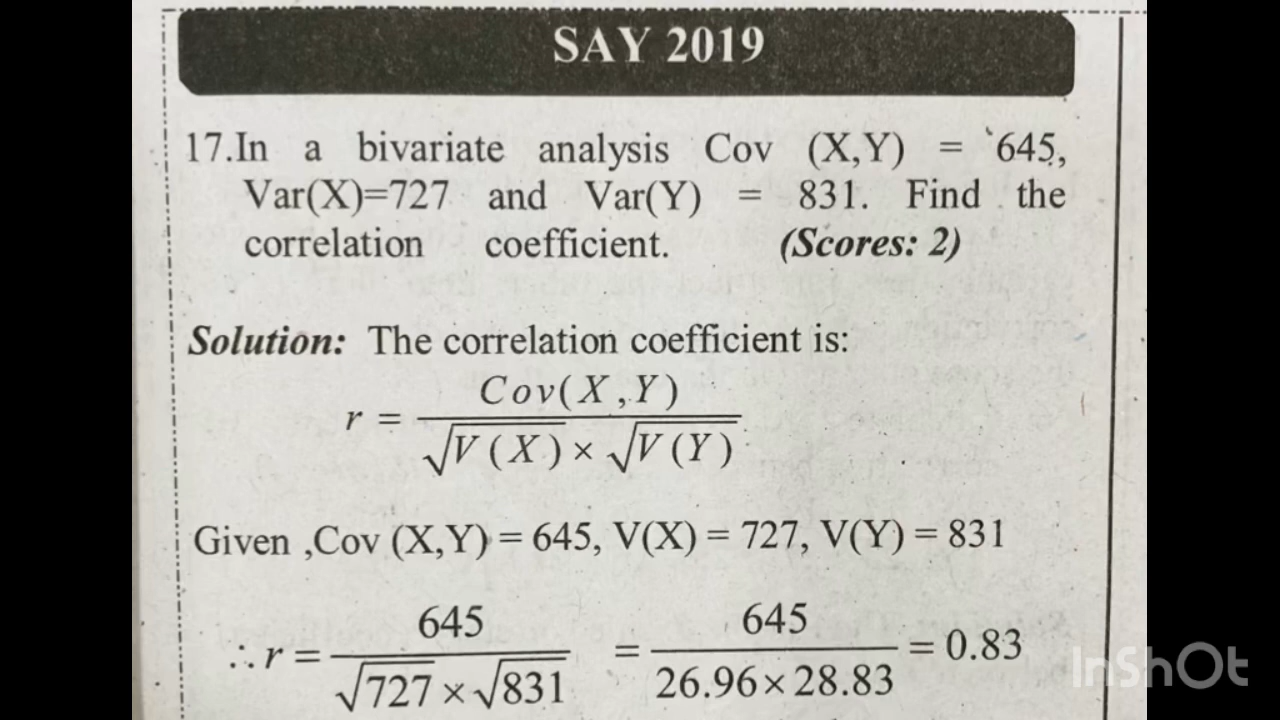 SAY 2019
17.In a bivariate analysis Cov (X,Y) = 645,
Var(X)=727 and Var(Y) = 831. Find the
correlation coefficient. (Scores: 2)
Solution: The correlation coefficient is:
r = Cov(X,Y) / √V(X) × √V(Y)
Given ,Cov (X,Y) = 645, V(X) = 727, V(Y) = 831
∴ r = 645 / √727 × √831 = 645 / 26.96 × 28.83 = 0.83
InShOt